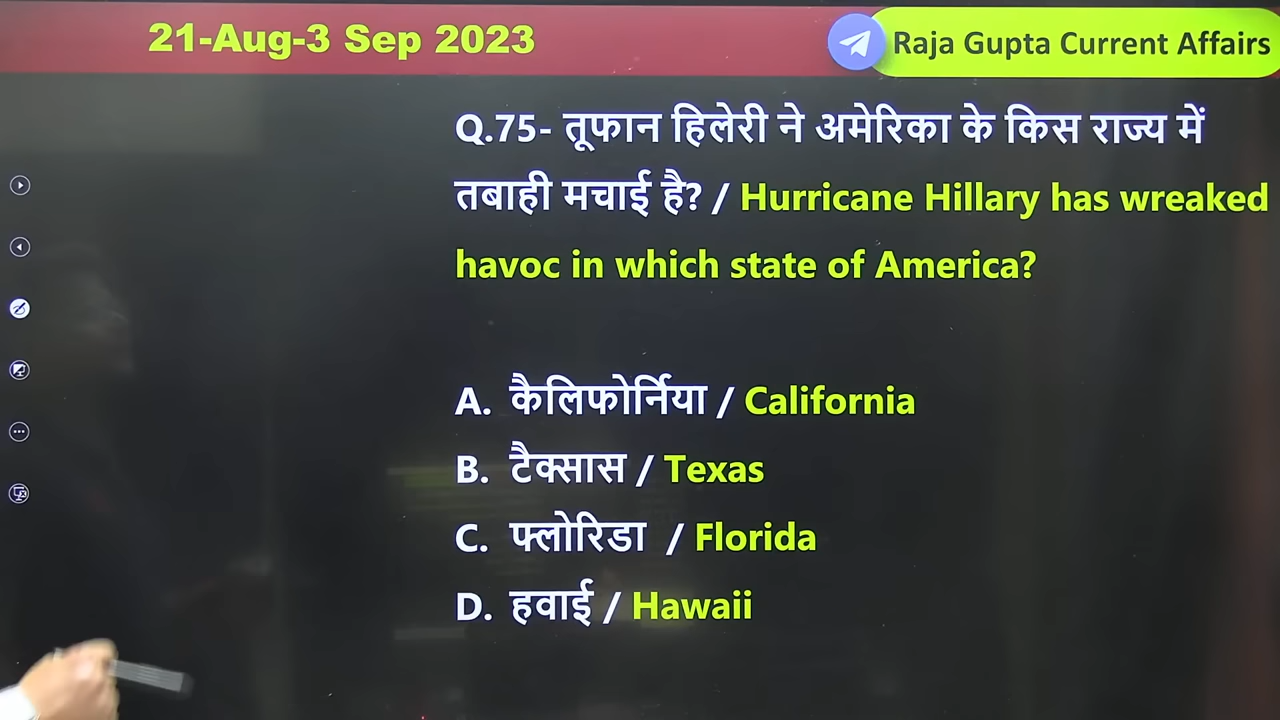 21-Aug-3 Sep 2023
Raja Gupta Current Affairs
Q.75- तूफान हिलेरी ने अमेरिका के किस राज्य में
तबाही मचाई है? / Hurricane Hillary has wreaked
havoc in which state of America?
A. कैलिफोर्निया / California
B. टैक्सास / Texas
C. फ्लोरिडा / Florida
D. हवाई / Hawaii